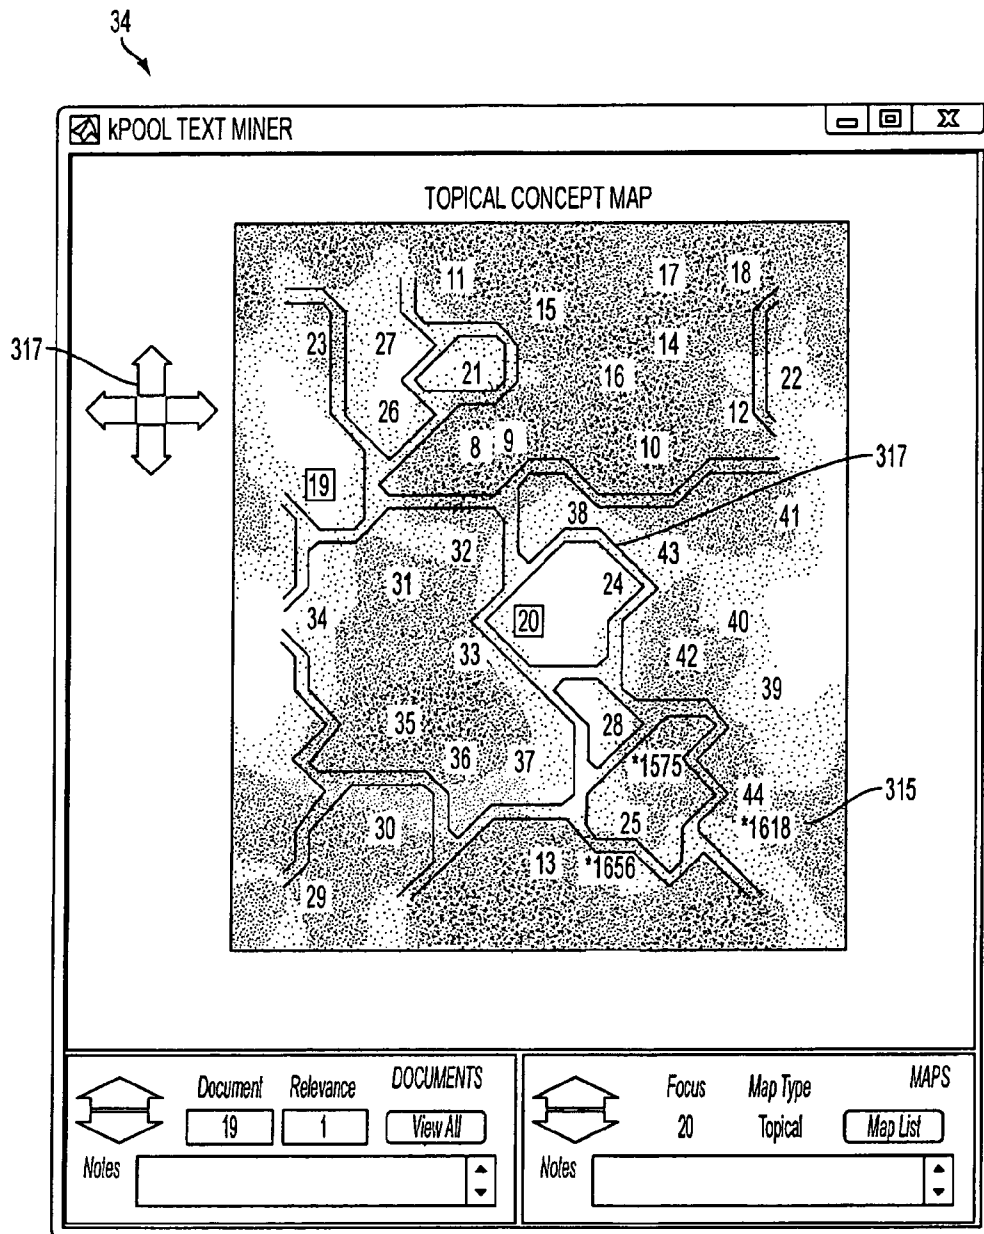 34
kPOOL TEXT MINER
TOPICAL CONCEPT MAP
11 17 18
15
317 23 27 14
21 16 22
26 12
8 9 10
317
19
38 41
32 43
31 24
34 20 40
33 42
39
35 28
36 37 *1575
44 315
30 25 *1618
13 *1656
29
Document Relevance DOCUMENTS
19 1 View All
Notes
Focus Map Type MAPS
20 Topical Map List
Notes